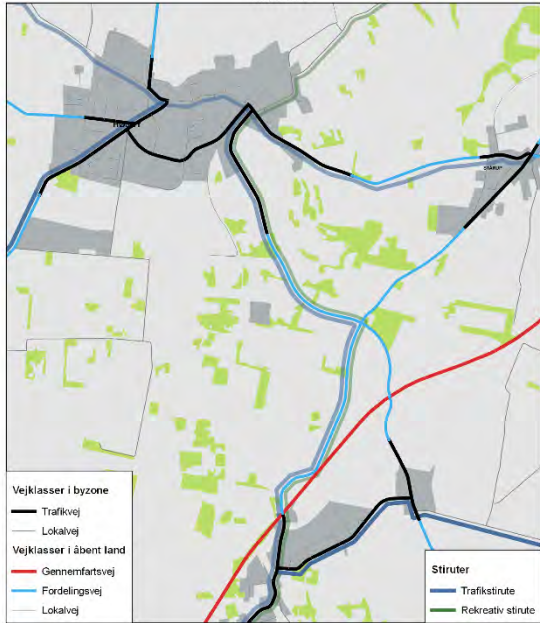 Vejklasser i byzone
Trafikvej
Lokalvej
Vejklasser i åbent land
Gennemfartsvej
Fordelingsvej
Lokalvej
Stiruter
Trafikstirute
Rekreativ stirute